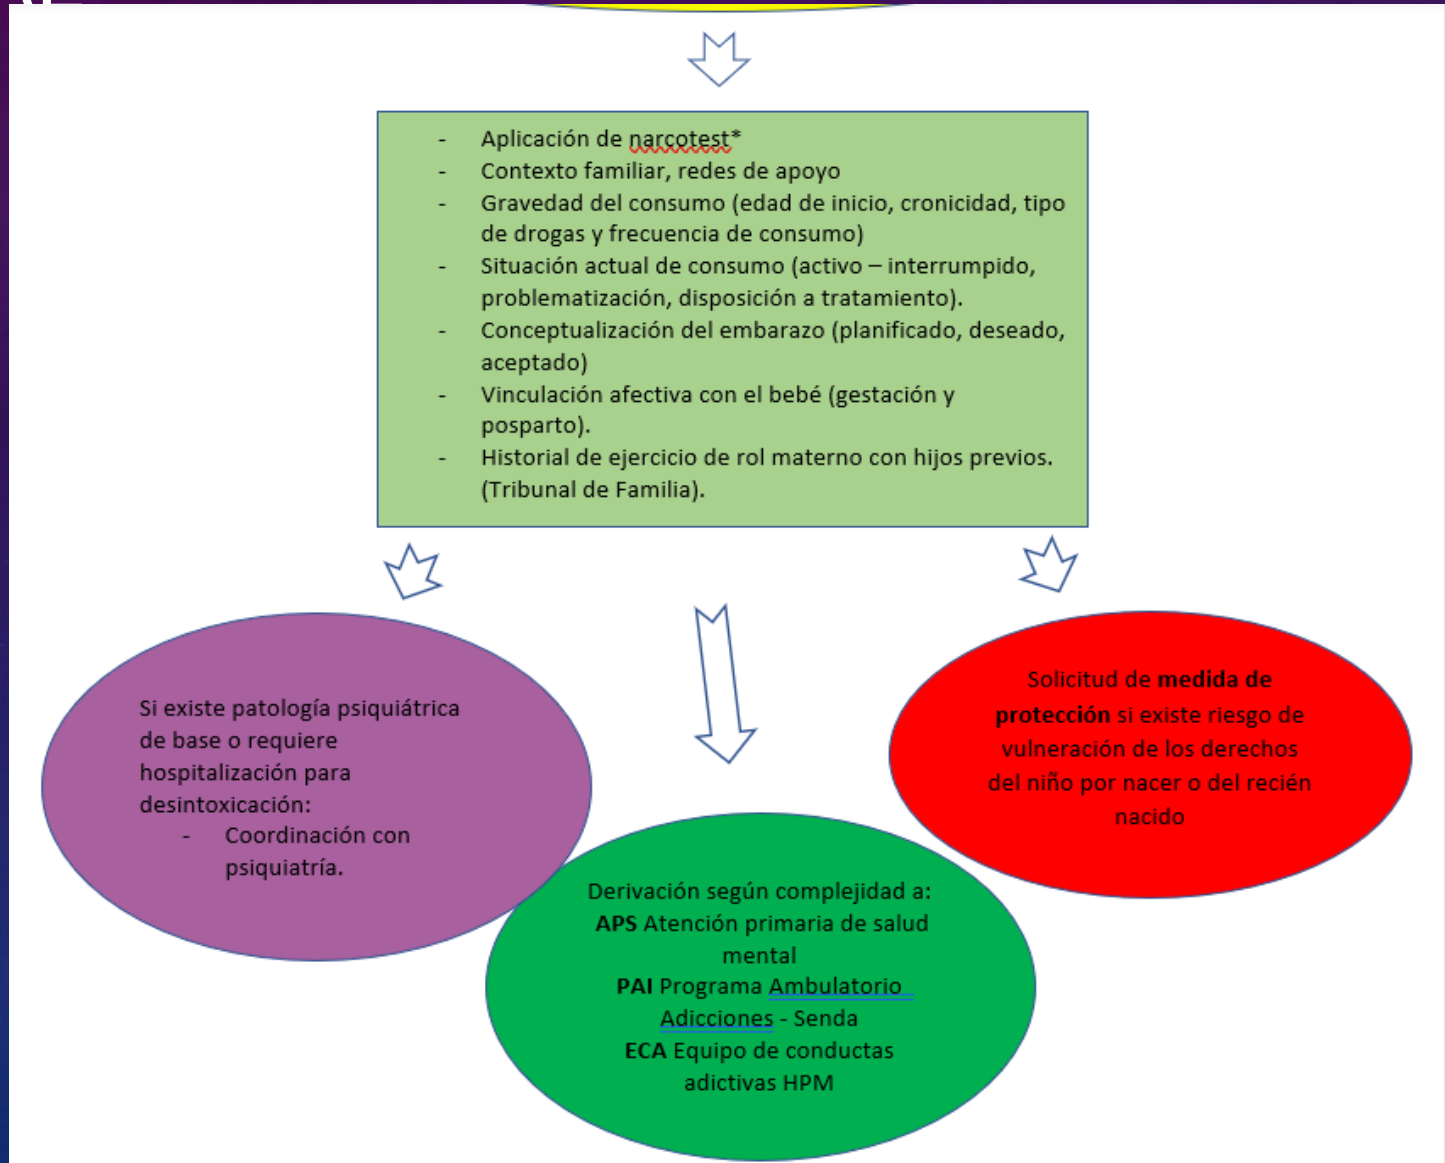 - Aplicación de narcotest*
- Contexto familiar, redes de apoyo
- Gravedad del consumo (edad de inicio, cronicidad, tipo
de drogas y frecuencia de consumo)
- Situación actual de consumo (activo – interrumpido,
problematización, disposición a tratamiento).
- Conceptualización del embarazo (planificado, deseado,
aceptado)
- Vinculación afectiva con el bebé (gestación y
posparto).
- Historial de ejercicio de rol materno con hijos previos.
(Tribunal de Familia).
Si existe patología psiquiátrica
de base o requiere
hospitalización para
desintoxicación:
- Coordinación con
psiquiatría.
Derivación según complejidad a:
APS Atención primaria de salud
mental
PAI Programa Ambulatorio
Adicciones - Senda
ECA Equipo de conductas
adictivas HPM
Solicitud de medida de
protección si existe riesgo de
vulneración de los derechos
del niño por nacer o del recién
nacido